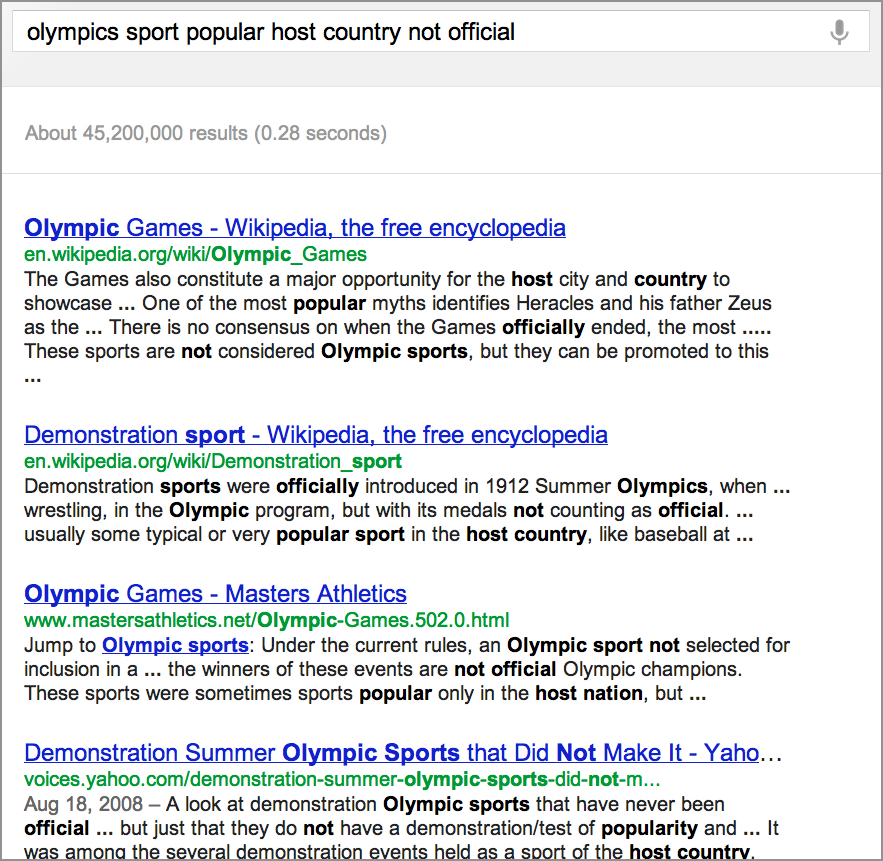 olympics sport popular host country not official
About 45,200,000 results (0.28 seconds)
Olympic Games - Wikipedia, the free encyclopedia
en.wikipedia.org/wiki/Olympic_Games
The Games also constitute a major opportunity for the host city and country to
showcase ... One of the most popular myths identifies Heracles and his father Zeus
as the ... There is no consensus on when the Games officially ended, the most .....
These sports are not considered Olympic sports, but they can be promoted to this
...
Demonstration sport - Wikipedia, the free encyclopedia
en.wikipedia.org/wiki/Demonstration_sport
Demonstration sports were officially introduced in 1912 Summer Olympics, when ...
wrestling, in the Olympic program, but with its medals not counting as official. ...
usually some typical or very popular sport in the host country, like baseball at ...
Olympic Games - Masters Athletics
www.mastersathletics.net/Olympic-Games.502.0.html
Jump to Olympic sports: Under the current rules, an Olympic sport not selected for
inclusion in a ... the winners of these events are not official Olympic champions.
These sports were sometimes sports popular only in the host nation, but ...
Demonstration Summer Olympic Sports that Did Not Make It - Yaho...
voices.yahoo.com/demonstration-summer-olympic-sports-did-not-m...
Aug 18, 2008 – A look at demonstration Olympic sports that have never been
official ... but just that they do not have a demonstration/test of popularity and ... It
was among the several demonstration events held as a sport of the host country.